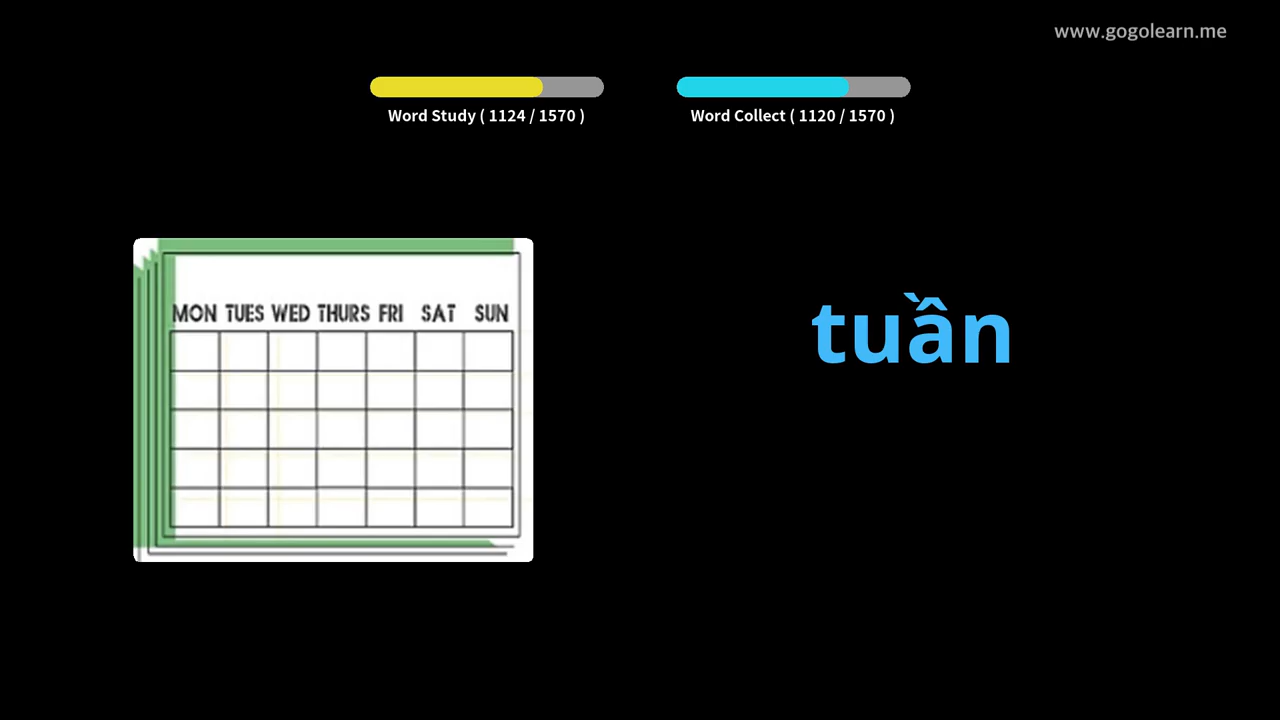 www.gogolearn.me
Word Study ( 1124 / 1570 )
Word Collect ( 1120 / 1570 )
MON TUES WED THURS FRI SAT SUN
tuần